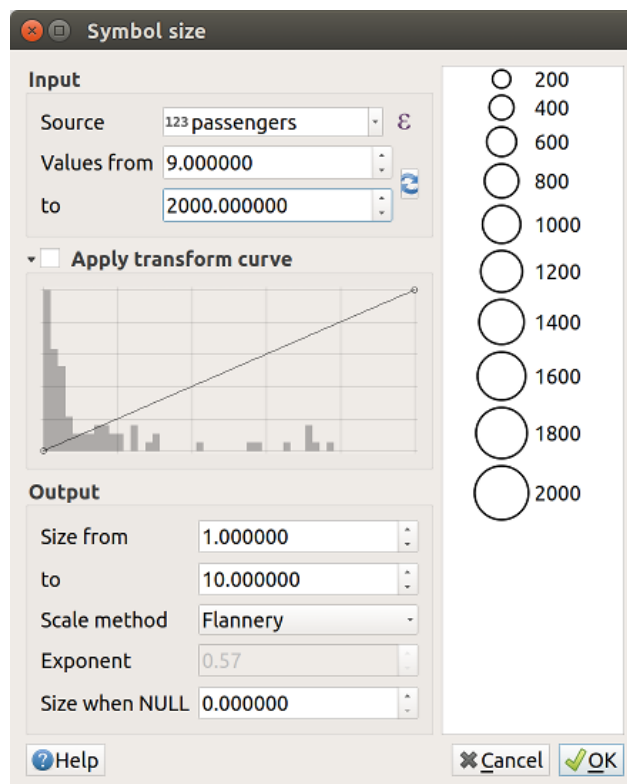 Symbol size
Input
Source 123 passengers ε
Values from 9.000000
to 2000.000000
Apply transform curve
Output
Size from 1.000000
to 10.000000
Scale method Flannery
Exponent 0.57
Size when NULL 0.000000
Help
200
400
600
800
1000
1200
1400
1600
1800
2000
Cancel OK